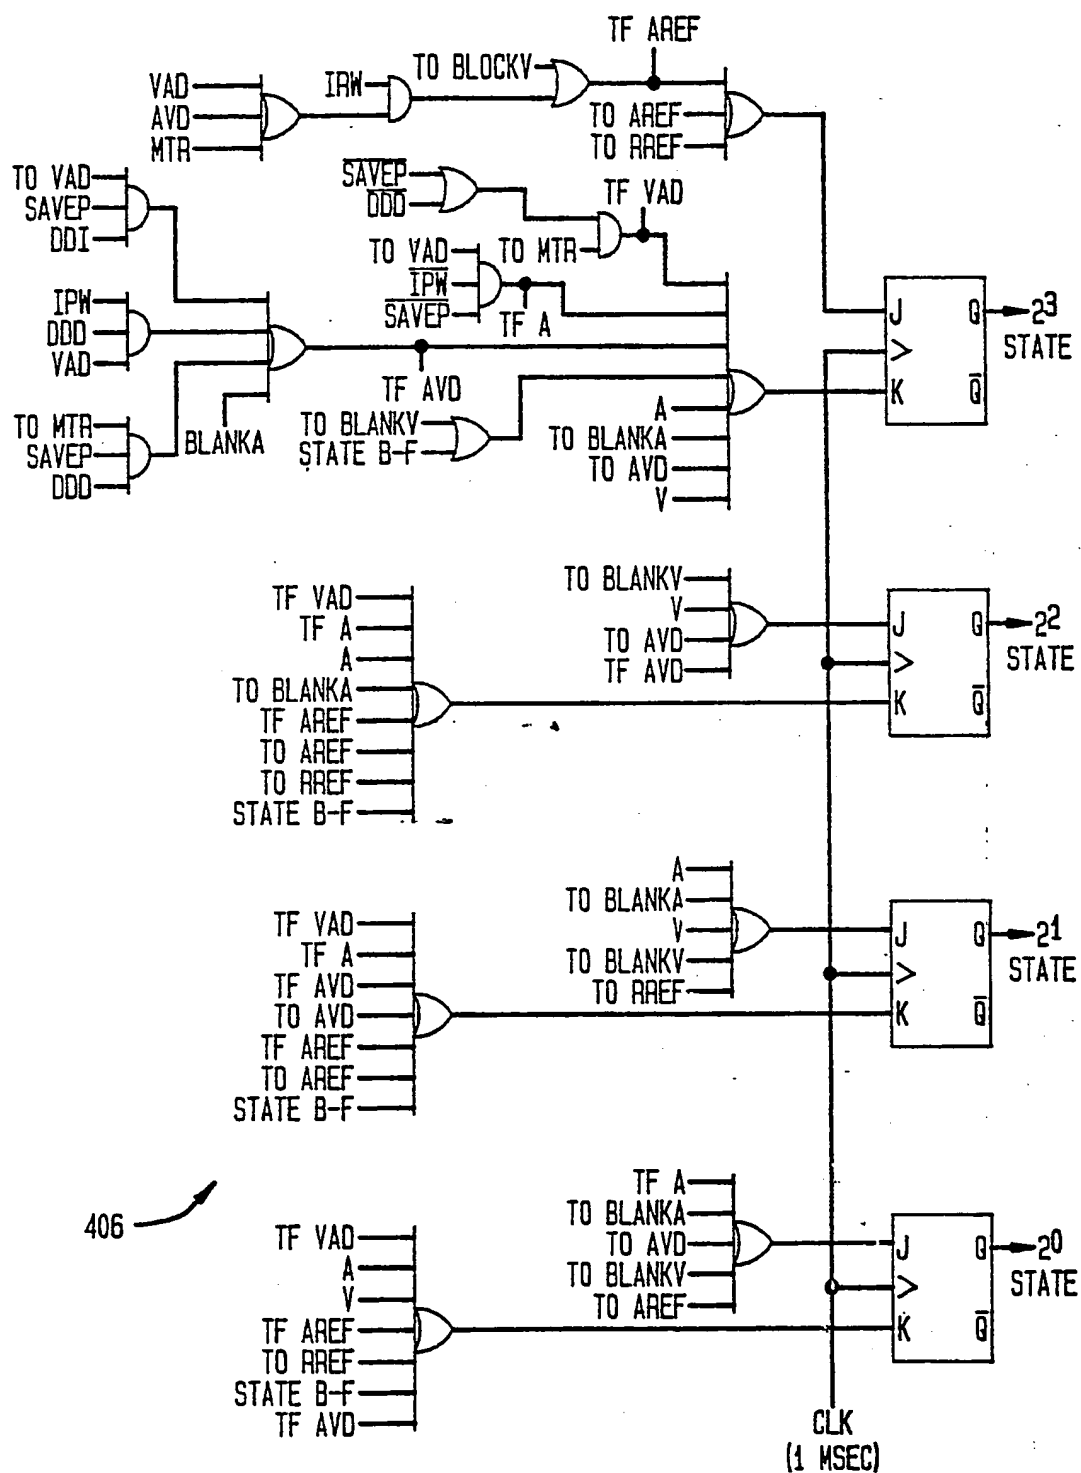 TF AREF
TO BLOCKV
IRW
VAD
AVD
MTR
TO AREF
TO RREF
TO VAD
SAVEP
DDI
SAVEP
DDD
TF VAD
TO VAD
IPW
SAVEP
TO MTR
TF A
IPW
DDD
VAD
TF AVD
TO MTR
SAVEP
DDD
BLANKA
TO BLANKV
STATE B-F
A
TO BLANKA
TO AVD
V
J Q 2³
STATE
>
K Q
TF VAD
TF A
A
TO BLANKA
TF AREF
TO AREF
TO RREF
STATE B-F
TO BLANKV
V
TO AVD
TF AVD
J Q 2²
STATE
>
K Q
TF VAD
TF A
TF AVD
TO AVD
TF AREF
TO AREF
STATE B-F
A
TO BLANKA
V
TO BLANKV
TO RREF
J Q 2¹
STATE
>
K Q
406
TF VAD
A
V
TF AREF
TO RREF
STATE B-F
TF AVD
TF A
TO BLANKA
TO AVD
TO BLANKV
TO AREF
J Q 2⁰
STATE
>
K Q
CLK
(1 MSEC)